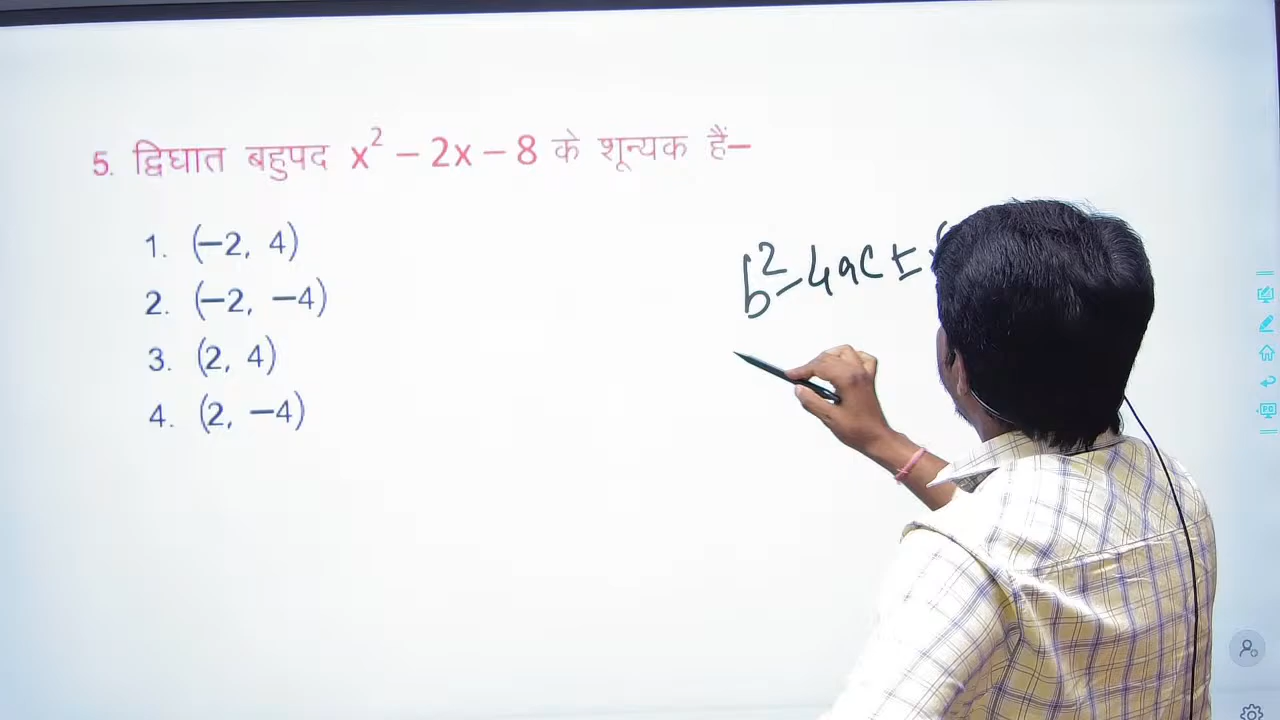 5. द्विघात बहुपद x² − 2x − 8 के शून्यक हैं−
1. (−2, 4)
2. (−2, −4)
3. (2, 4)
4. (2, −4)
b² − 4ac ±
PC